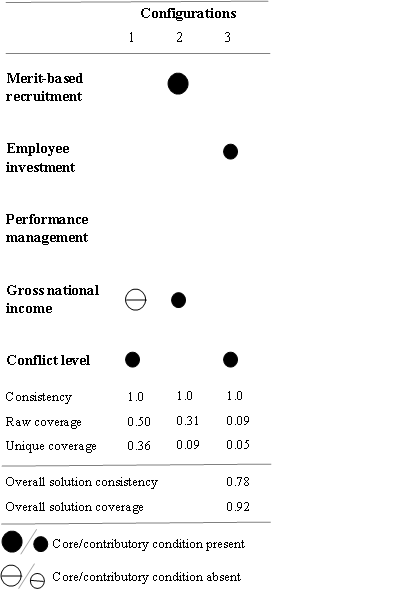 Configurations
1 2 3
Merit-based
recruitment
Employee
investment
Performance
management
Gross national
income
Conflict level
Consistency 1.0 1.0 1.0
Raw coverage 0.50 0.31 0.09
Unique coverage 0.36 0.09 0.05
Overall solution consistency 0.78
Overall solution coverage 0.92
Core/contributory condition present
Core/contributory condition absent